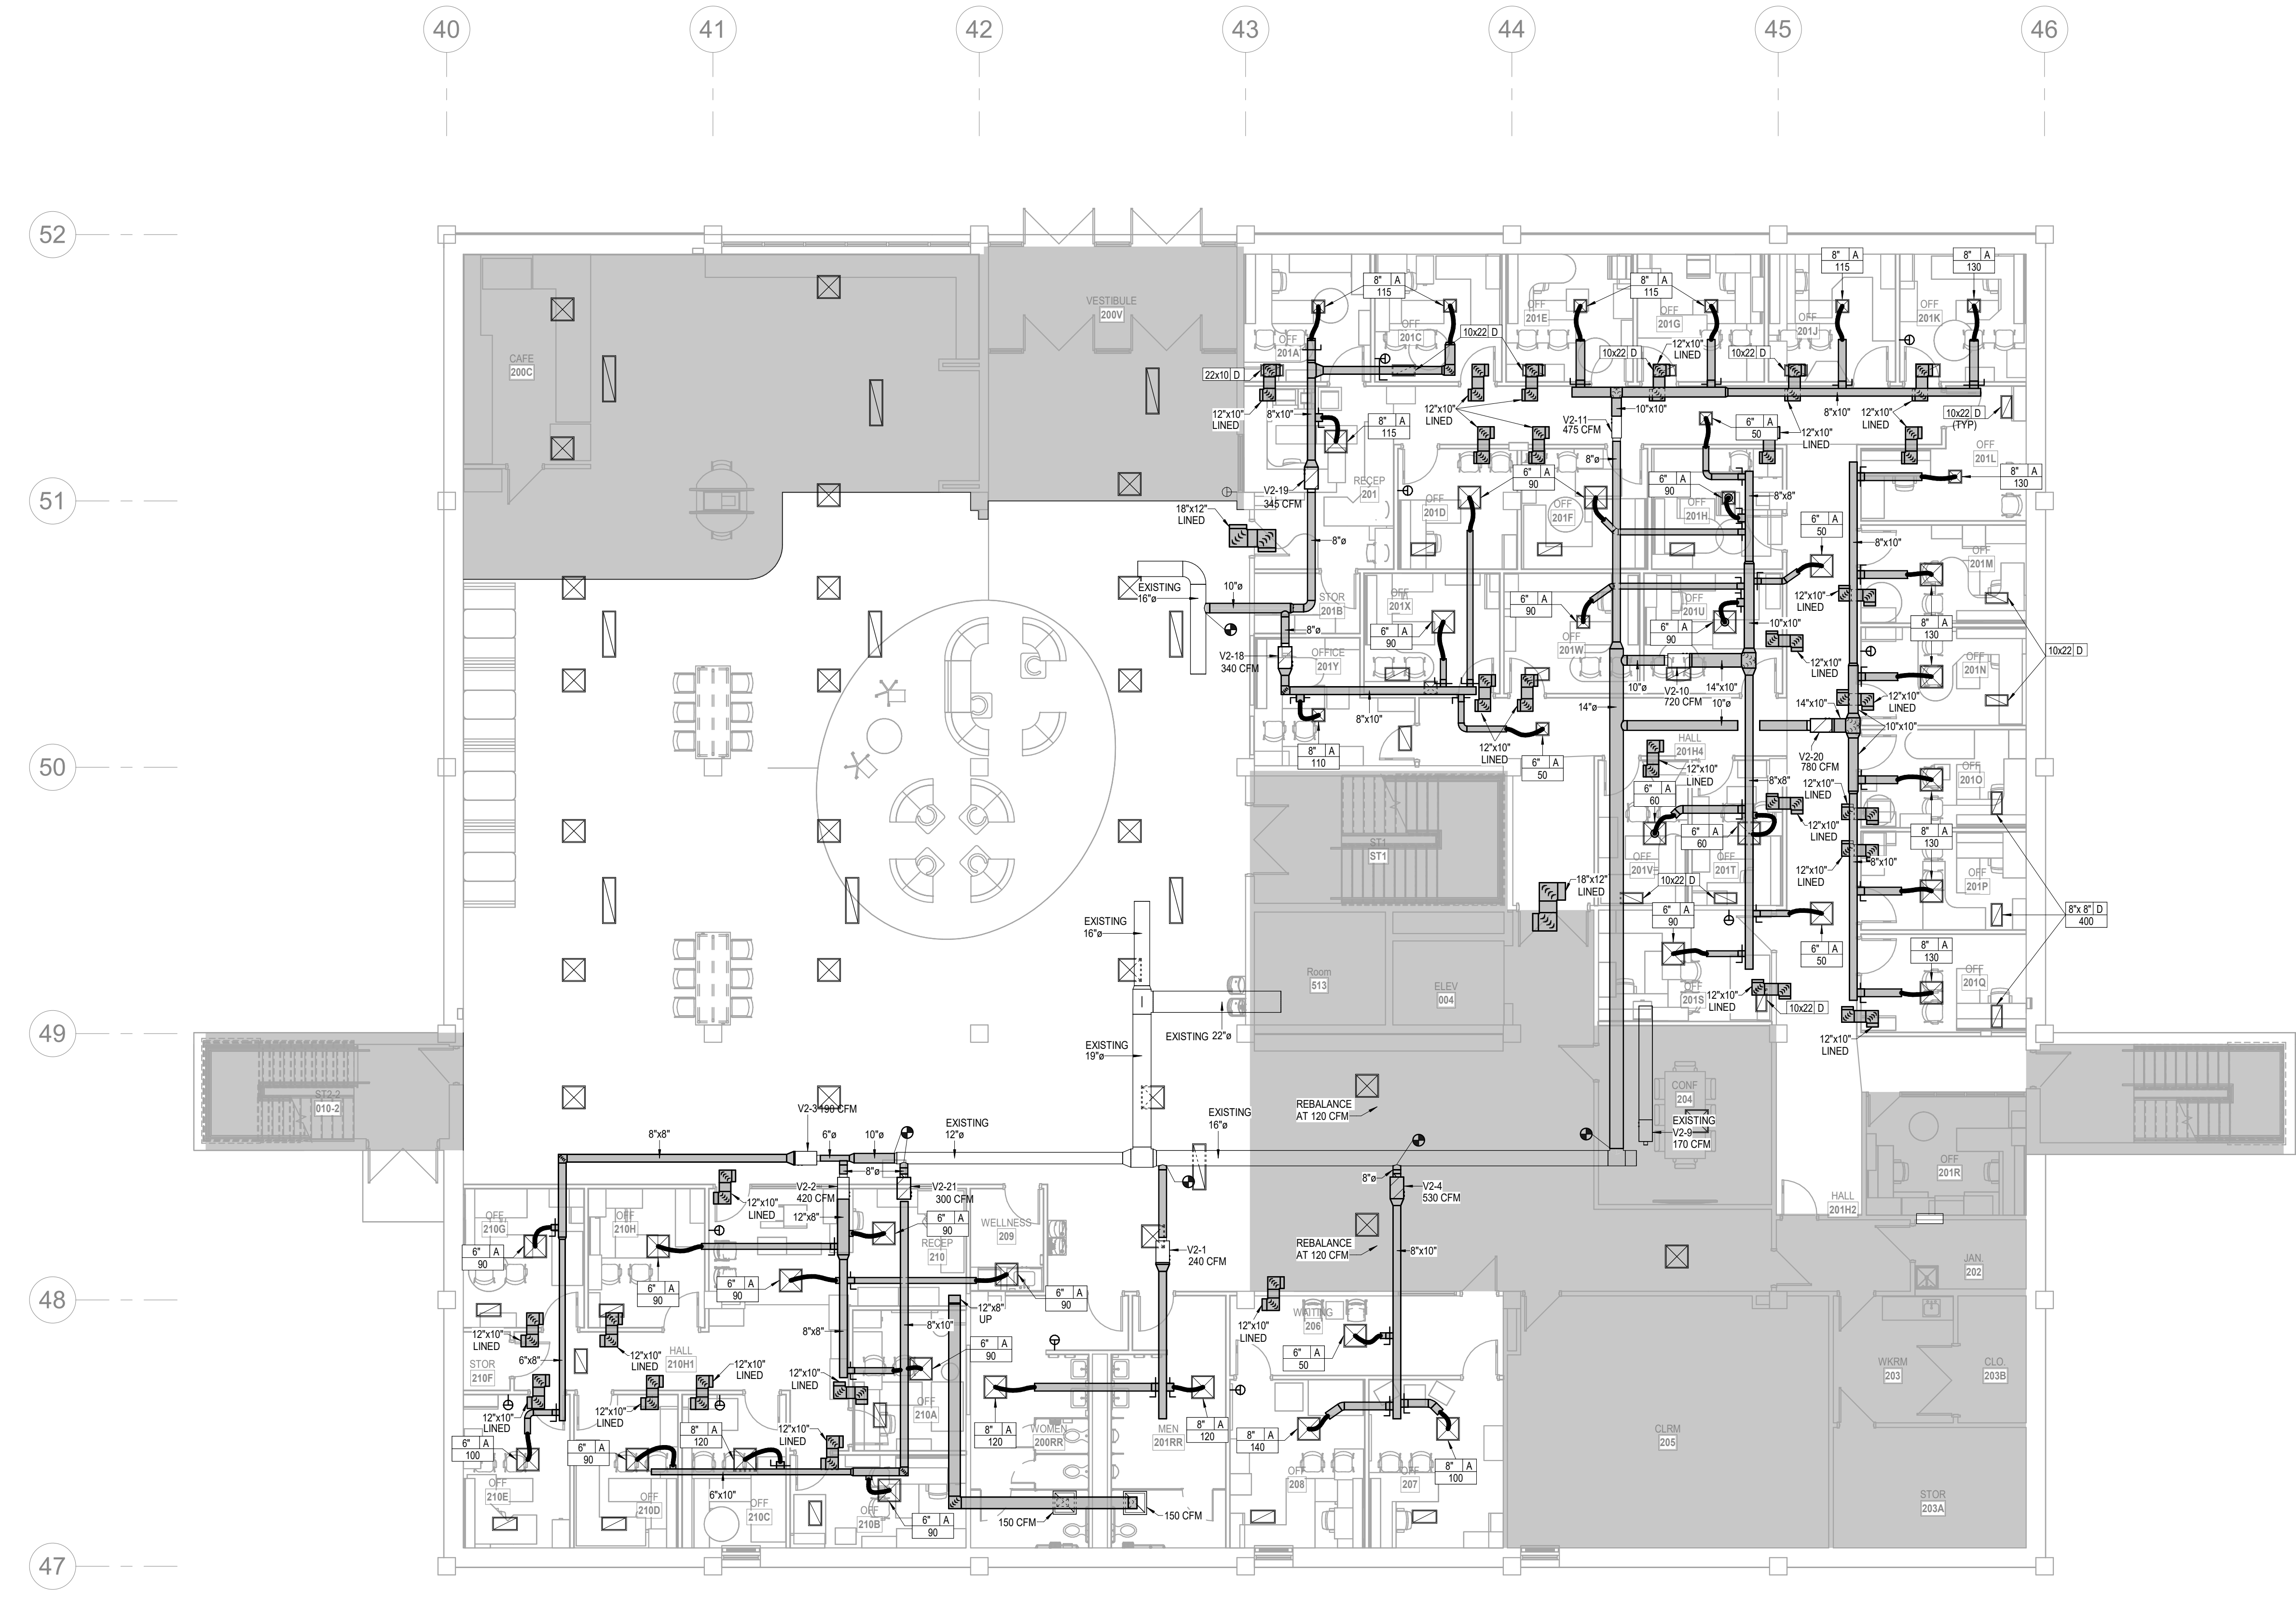 40
41
42
43
44
45
46
52
51
50
49
48
47
VESTIBULE
200V
CAFE
200C
8" A
115
8" A
115
8" A
115
8" A
130
OFF
201A
OFF
201C
10x22 D
OFF
201E
OFF
201G
OFF
201J
OFF
201K
22x10 D
10x22 D
12"x10"
LINED
10x22 D
12"x10"
LINED
8"x10"
12"x10"
LINED
10"x10"
8"x10"
12"x10"
LINED
10x22 D
(TYP)
8" A
115
V2-11
475 CFM
6" A
50
12"x10"
LINED
OFF
201L
8" A
130
V2-19
345 CFM
RECEP
201
6" A
90
8"ø
6" A
90
8"x8"
OFF
201D
OFF
201F
OFF
201H
18"x12"
LINED
8"ø
6" A
50
8"x10"
OFF
201M
EXISTING
16"ø
10"ø
STOR
201B
OFF
201X
6" A
90
OFF
201U
12"x10"
LINED
8"ø
6" A
90
6" A
90
10"x10"
8" A
130
V2-18
340 CFM
OFFICE
201Y
OFF
201W
12"x10"
LINED
OFF
201N
10x22 D
10"ø
V2-10
720 CFM
14"x10"
14"ø
10"ø
14"x10"
12"x10"
LINED
10"x10"
8"x10"
12"x10"
LINED
8" A
110
6" A
50
HALL
201H4
12"x10"
LINED
V2-20
780 CFM
8"x8"
12"x10"
LINED
OFF
201O
6" A
60
12"x10"
LINED
6" A
60
8" A
130
ST1
ST1
OFF
201V
OFF
201T
12"x10"
LINED
8"x10"
OFF
201P
18"x12"
LINED
10x22 D
6" A
90
8"x 8" D
400
EXISTING
16"ø
6" A
50
8" A
130
Room
513
ELEV
004
OFF
201S
12"x10"
LINED
10x22 D
OFF
201Q
EXISTING 22"ø
EXISTING
19"ø
12"x10"
LINED
ST2-2
010-2
CONF
204
V2-3 190 CFM
REBALANCE
AT 120 CFM
EXISTING
16"ø
EXISTING
V2-9
170 CFM
8"x8"
6"ø
10"ø
EXISTING
12"ø
8"ø
8"ø
OFF
201R
V2-2
420 CFM
V2-21
300 CFM
V2-4
530 CFM
12"x10"
LINED
12"x8"
HALL
201H2
OFF
210G
OFF
210H
6" A
90
WELLNESS
209
RECEP
210
REBALANCE
AT 120 CFM
8"x10"
6" A
90
V2-1
240 CFM
JAN.
202
6" A
90
6" A
90
6" A
90
12"x8"
UP
8"x8"
8"x10"
WAITING
206
12"x10"
LINED
12"x10"
LINED
6"x8"
12"x10"
LINED
HALL
210H1
STOR
210F
6" A
90
6" A
50
12"x10"
LINED
12"x10"
LINED
WKRM
203
CLO.
203B
12"x10"
LINED
12"x10"
LINED
OFF
210A
8" A
120
WOMEN
200RR
MEN
201RR
8" A
120
8" A
140
CLRM
205
6" A
100
6" A
90
8" A
120
12"x10"
LINED
8" A
100
OFF
210E
OFF
210D
6"x10"
OFF
210C
OFF
210B
6" A
90
150 CFM
150 CFM
OFF
208
OFF
207
STOR
203A